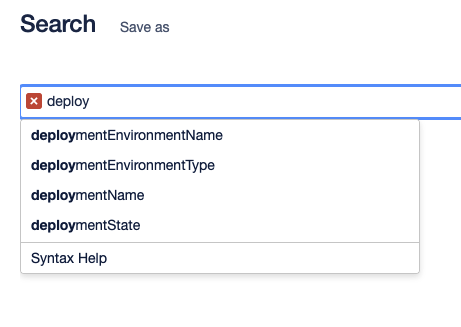 Search
Save as
deploy
deploymentEnvironmentName
deploymentEnvironmentType
deploymentName
deploymentState
Syntax Help